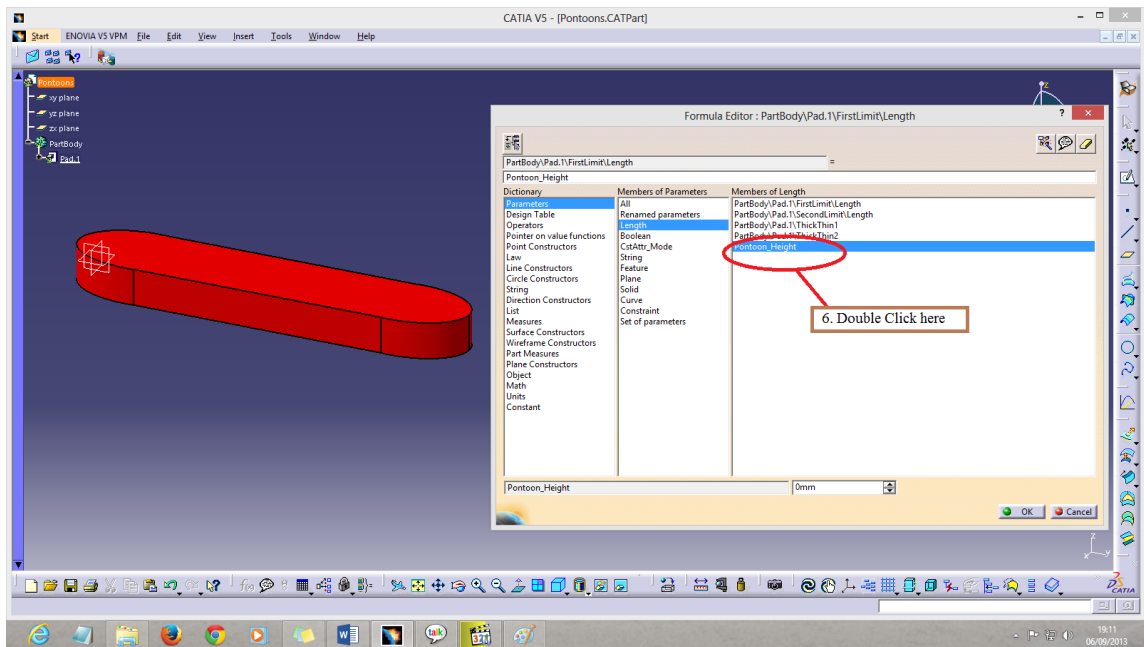 CATIA V5 - [Pontoons.CATPart]
Start ENOVIA V5 VPM File Edit View Insert Tools Window Help
Pontoons
xy plane
yz plane
zx plane
PartBody
Pad.1
z
Formula Editor : PartBody\Pad.1\FirstLimit\Length
PartBody\Pad.1\FirstLimit\Length =
Pontoon_Height
Dictionary Members of Parameters Members of Length
Parameters All PartBody\Pad.1\FirstLimit\Length
Design Table Renamed parameters PartBody\Pad.1\SecondLimit\Length
Operators Length PartBody\Pad.1\ThickThin1
Pointer on value functions Boolean PartBody\Pad.1\ThickThin2
Point Constructors CstAttr_Mode Pontoon_Height
Law String
Line Constructors Feature
Circle Constructors Plane
String Solid
Direction Constructors Curve
List Constraint
Measures Set of parameters
Surface Constructors
Wireframe Constructors
Part Measures
Plane Constructors
Object
Math
Units
Constant
6. Double Click here
Pontoon_Height 0mm
OK Cancel
z
x y
CATIA
talk
321
19:11
06/09/2013